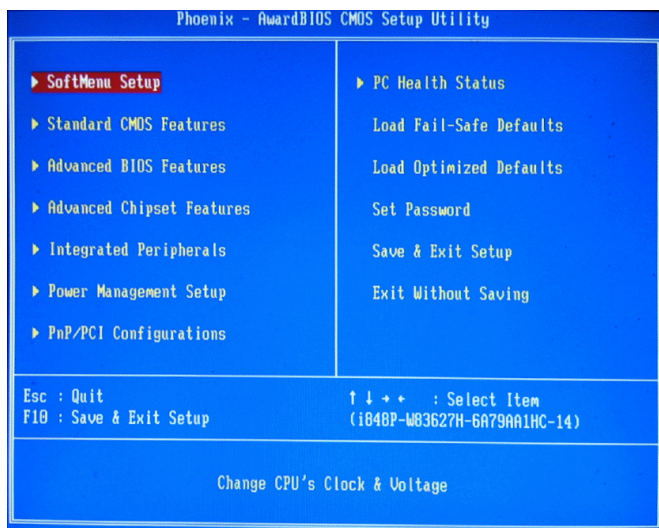 Phoenix - AwardBIOS CMOS Setup Utility
SoftMenu Setup
Standard CMOS Features
Advanced BIOS Features
Advanced Chipset Features
Integrated Peripherals
Power Management Setup
PnP/PCI Configurations
PC Health Status
Load Fail-Safe Defaults
Load Optimized Defaults
Set Password
Save & Exit Setup
Exit Without Saving
Esc : Quit
F10 : Save & Exit Setup
↑ ↓ → ← : Select Item
(i848P-W83627H-6A79AA1HC-14)
Change CPU's Clock & Voltage